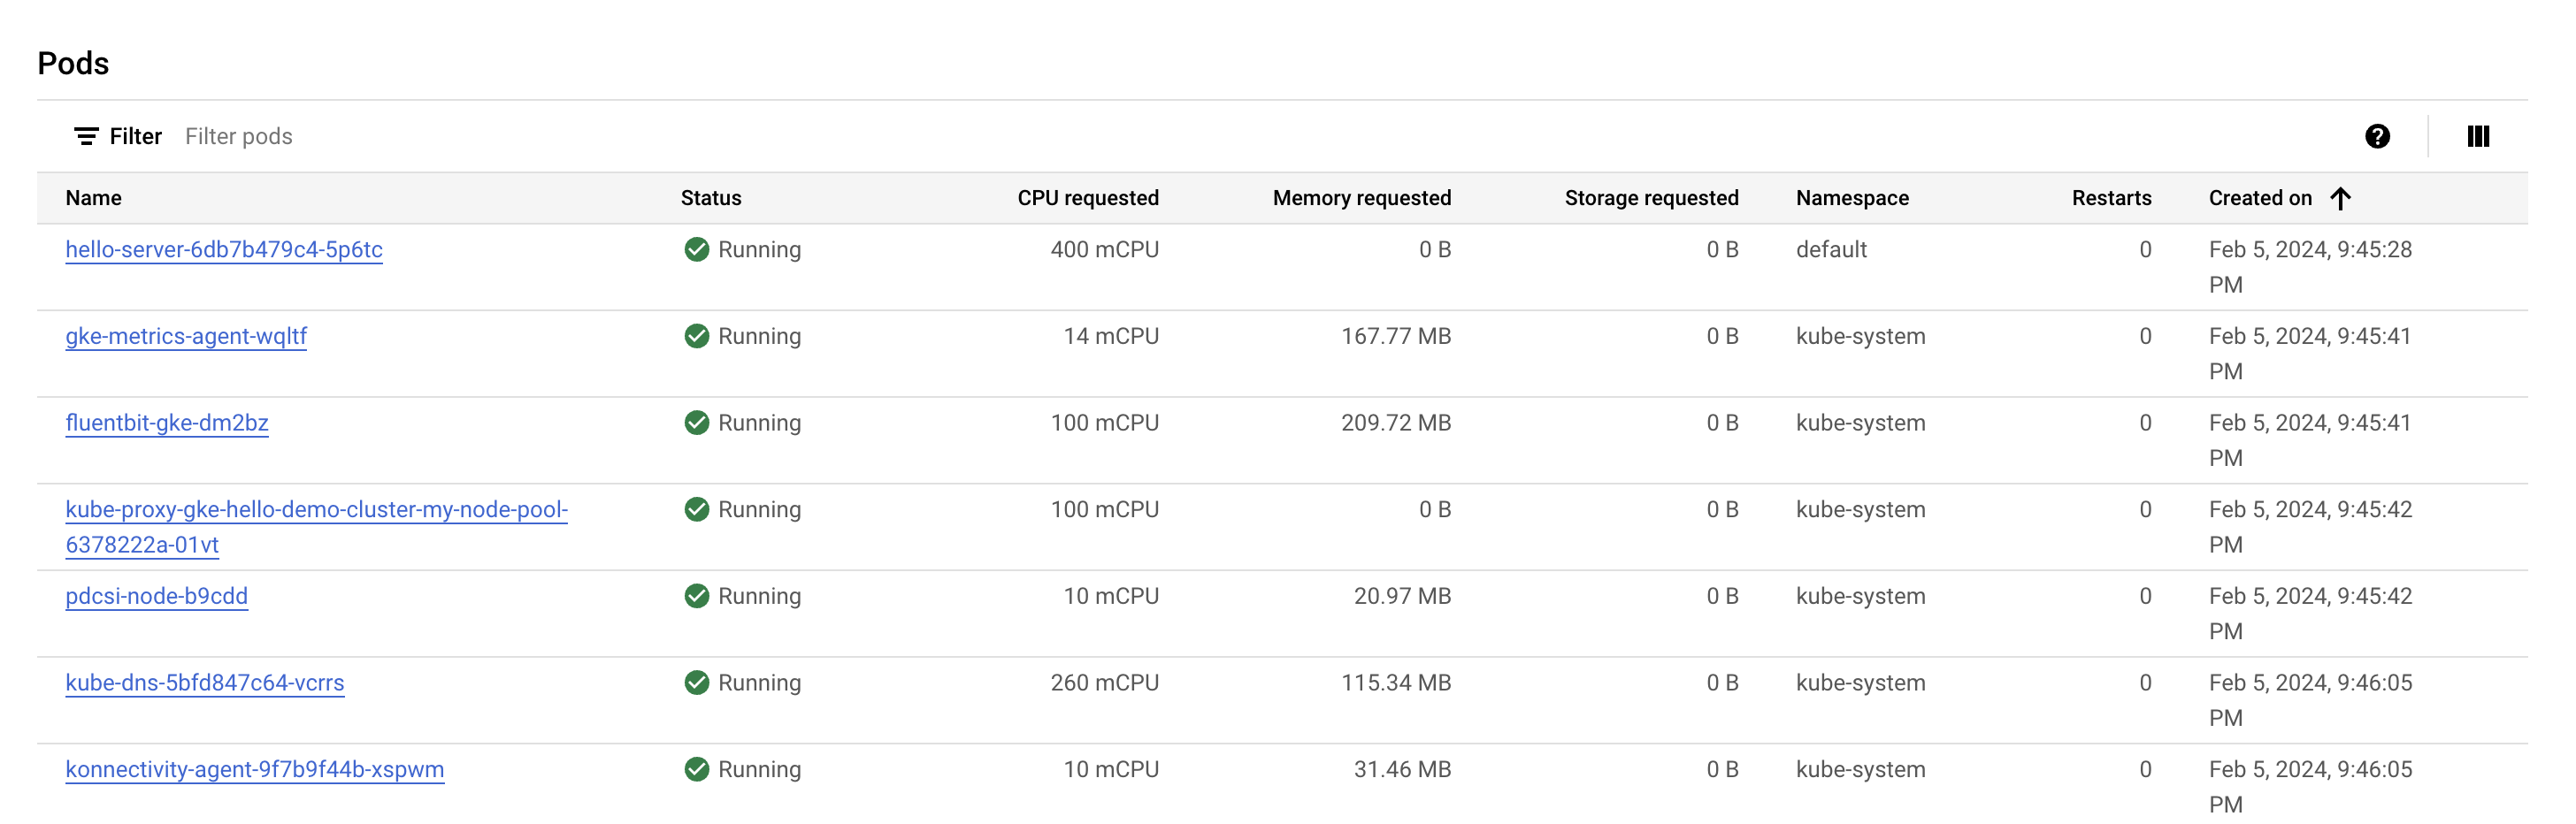 Pods
Filter Filter pods
Name Status CPU requested Memory requested Storage requested Namespace Restarts Created on
hello-server-6db7b479c4-5p6tc Running 400 mCPU 0 B 0 B default 0 Feb 5, 2024, 9:45:28
PM
gke-metrics-agent-wqltf Running 14 mCPU 167.77 MB 0 B kube-system 0 Feb 5, 2024, 9:45:41
PM
fluentbit-gke-dm2bz Running 100 mCPU 209.72 MB 0 B kube-system 0 Feb 5, 2024, 9:45:41
PM
kube-proxy-gke-hello-demo-cluster-my-node-pool- Running 100 mCPU 0 B 0 B kube-system 0 Feb 5, 2024, 9:45:42
6378222a-01vt PM
pdcsi-node-b9cdd Running 10 mCPU 20.97 MB 0 B kube-system 0 Feb 5, 2024, 9:45:42
PM
kube-dns-5bfd847c64-vcrrs Running 260 mCPU 115.34 MB 0 B kube-system 0 Feb 5, 2024, 9:46:05
PM
konnectivity-agent-9f7b9f44b-xspwm Running 10 mCPU 31.46 MB 0 B kube-system 0 Feb 5, 2024, 9:46:05
PM